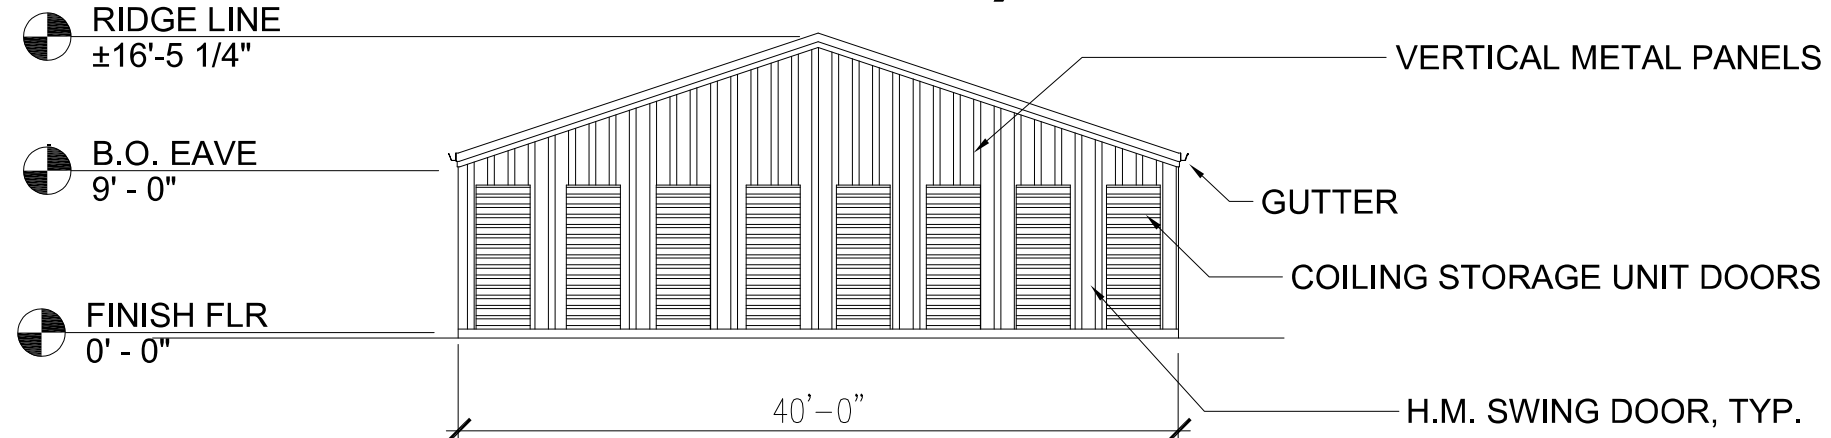 RIDGE LINE
±16'-5 1/4"
VERTICAL METAL PANELS
B.O. EAVE
9' - 0"
GUTTER
COILING STORAGE UNIT DOORS
FINISH FLR
0' - 0"
40'-0"
H.M. SWING DOOR, TYP.